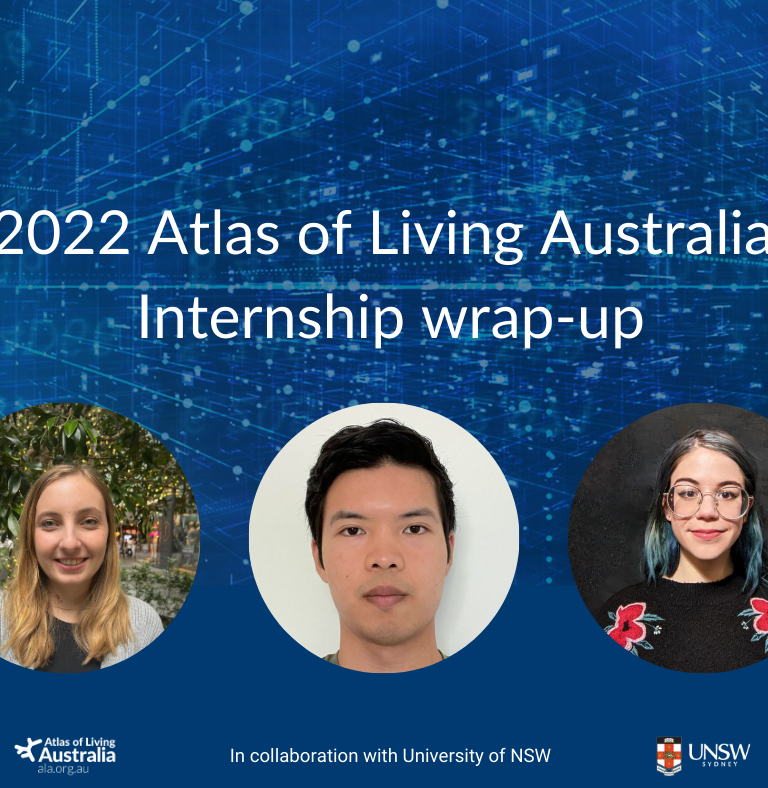 2022 Atlas of Living Australia
Internship wrap-up
Atlas of Living
Australia
ala.org.au
In collaboration with University of NSW
UNSW
SYDNEY